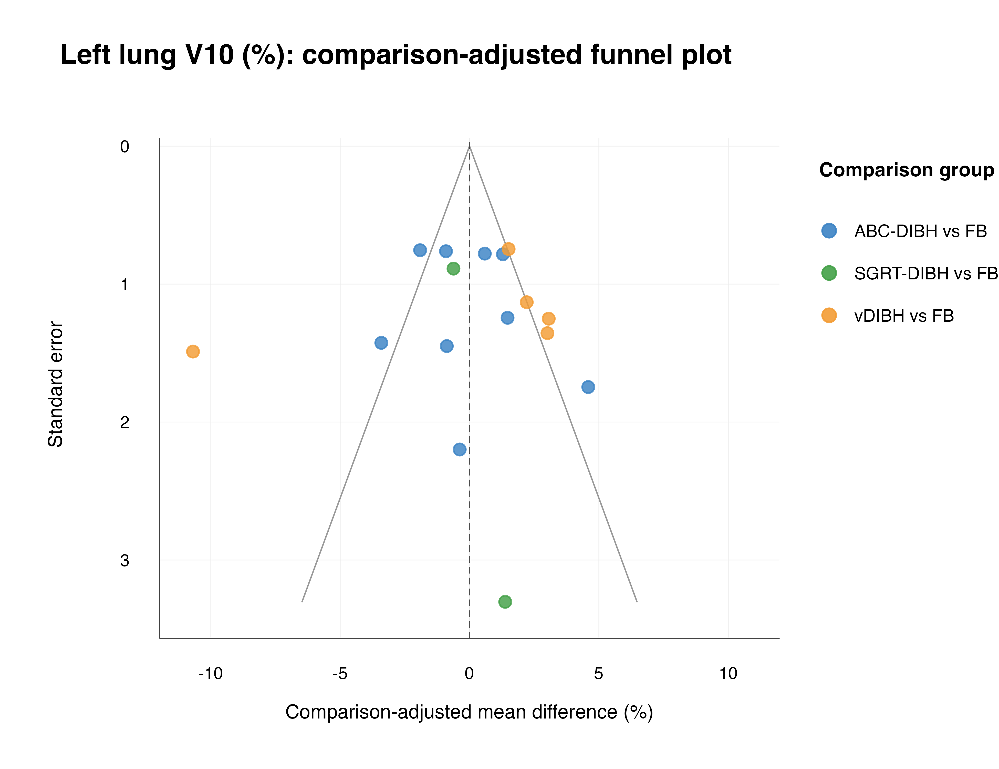 Left lung V10 (%): comparison-adjusted funnel plot
Comparison group
ABC-DIBH vs FB
SGRT-DIBH vs FB
vDIBH vs FB
Standard error
0
1
2
3
-10
-5
0
5
10
Comparison-adjusted mean difference (%)